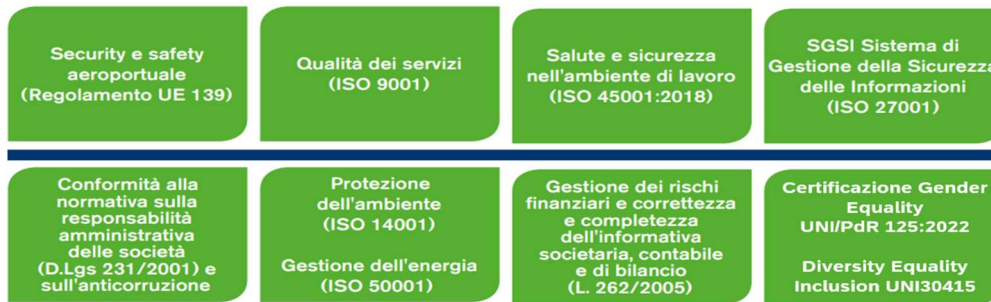 Security e safety
aeroportuale
(Regolamento UE 139)
Qualità dei servizi
(ISO 9001)
Salute e sicurezza
nell'ambiente di lavoro
(ISO 45001:2018)
SGSI Sistema di
Gestione della Sicurezza
delle Informazioni
(ISO 27001)
Conformità alla
normativa sulla
responsabilità
amministrativa
delle società
(D.Lgs 231/2001) e
sull'anticorruzione
Protezione
dell'ambiente
(ISO 14001)
Gestione dell'energia
(ISO 50001)
Gestione dei rischi
finanziari e correttezza
e completezza
dell'informativa
societaria, contabile
e di bilancio
(L. 262/2005)
Certificazione Gender
Equality
UNI/PdR 125:2022
Diversity Equality
Inclusion UNI30415